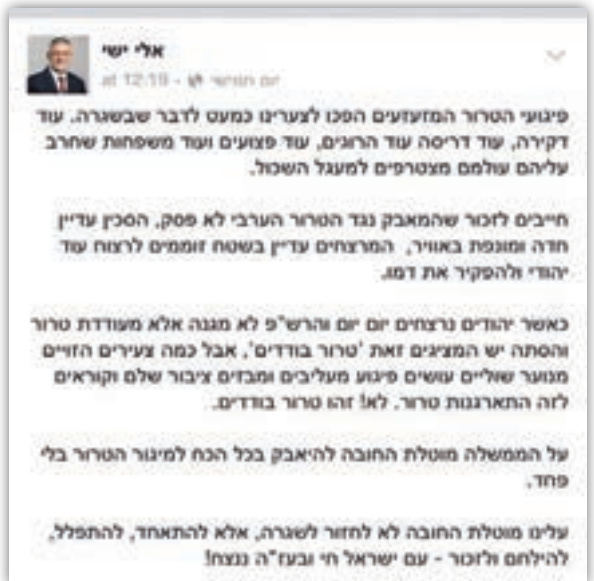 אלי ישי
יום חמישי at 12:19 -
פיגועי הטרור המזעזעים הפכו לצערינו כמעט לדבר שבשגרה. עוד
דקירה, עוד דריסה עוד הרוגים, עוד פצועים ועוד משפחות שחרב
עליהם עולמם מצטרפים למעגל השכול.
חייבים לזכור שהמאבק נגד הטרור הערבי לא פסק, הסכין עדיין
חדה ומונפת באוויר, המרצחים עדיין בשטח זוממים לרצוח עוד
יהודי ולהפקיר את דמו.
כאשר יהודים נרצחים יום יום והרש"פ לא מגנה אלא מעודדת טרור
והסתה יש המציגים זאת 'טרור בודדים', אבל כמה צעירים הזויים
מנוער שוליים עושים פיגוע מעליבים ומבזים ציבור שלם וקוראים
לזה התארגנות טרור. לא! זהו טרור בודדים.
על הממשלה מוטלת החובה להיאבק בכל הכח למיגור הטרור בלי
פחד.
עלינו מוטלת החובה לא לחזור לשגרה, אלא להתאחד, להתפלל,
להילחם ולזכור - עם ישראל חי ובעז"ה ננצח!